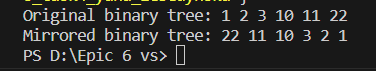 Original binary tree: 1 2 3 10 11 22
Mirrored binary tree: 22 11 10 3 2 1
PS D:\Epic 6 vs>